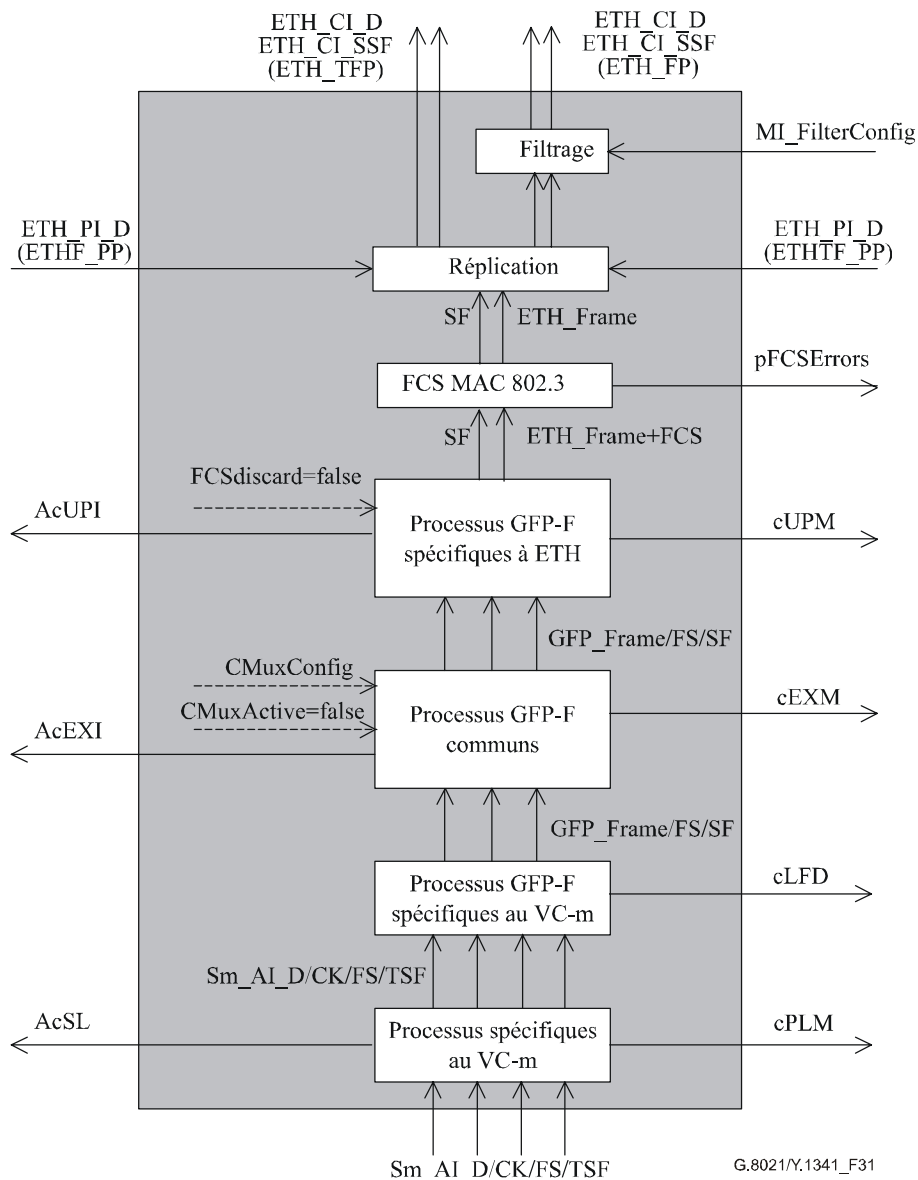 ETH_CI_D
ETH_CI_SSF
(ETH_TFP)
ETH_CI_D
ETH_CI_SSF
(ETH_FP)
Filtrage
MI_FilterConfig
ETH_PI_D
(ETHF_PP)
Réplication
ETH_PI_D
(ETHTF_PP)
SF
ETH_Frame
FCS MAC 802.3
pFCSErrors
SF
ETH_Frame+FCS
FCSdiscard=false
AcUPI
Processus GFP-F
spécifiques à ETH
cUPM
GFP_Frame/FS/SF
CMuxConfig
CMuxActive=false
AcEXI
Processus GFP-F
communs
cEXM
GFP_Frame/FS/SF
Processus GFP-F
spécifiques au VC-m
cLFD
Sm_AI_D/CK/FS/TSF
AcSL
Processus spécifiques
au VC-m
cPLM
Sm_AI_D/CK/FS/TSF
G.8021/Y.1341_F31